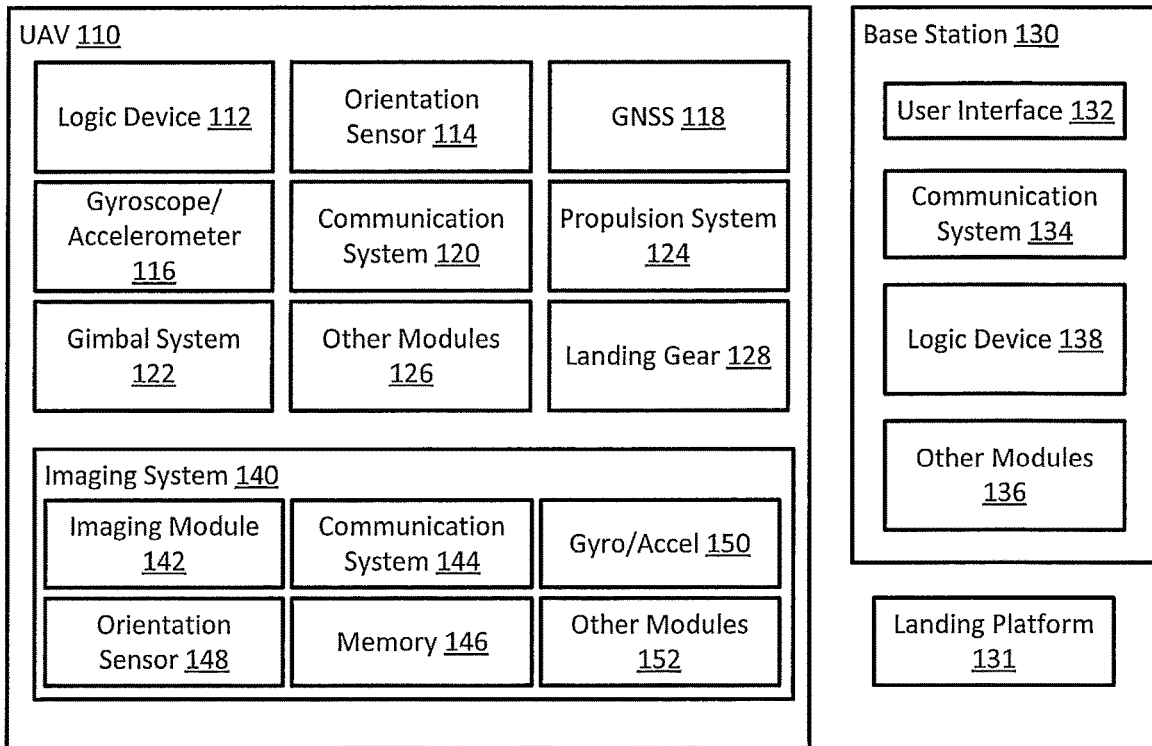 UAV 110
Logic Device 112
Orientation
Sensor 114
GNSS 118
Gyroscope/
Accelerometer
116
Communication
System 120
Propulsion System
124
Gimbal System
122
Other Modules
126
Landing Gear 128
Imaging System 140
Imaging Module
142
Communication
System 144
Gyro/Accel 150
Orientation
Sensor 148
Memory 146
Other Modules
152
Base Station 130
User Interface 132
Communication
System 134
Logic Device 138
Other Modules
136
Landing Platform
131